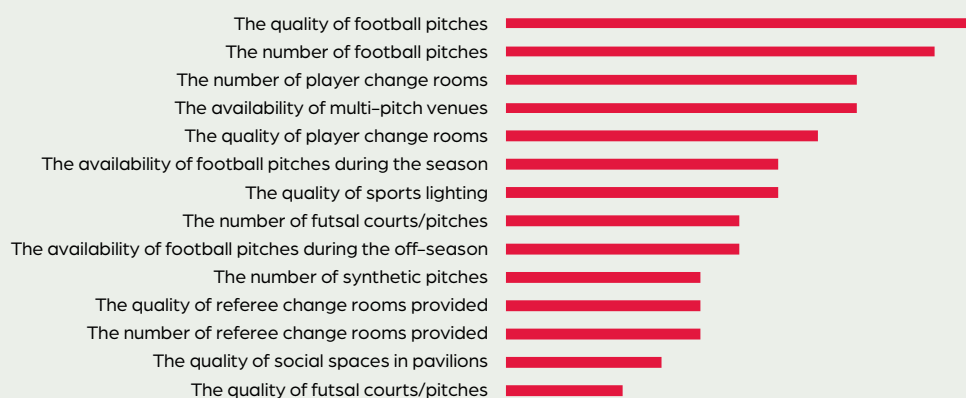 The quality of football pitches
The number of football pitches
The number of player change rooms
The availability of multi-pitch venues
The quality of player change rooms
The availability of football pitches during the season
The quality of sports lighting
The number of futsal courts/pitches
The availability of football pitches during the off-season
The number of synthetic pitches
The quality of referee change rooms provided
The number of referee change rooms provided
The quality of social spaces in pavilions
The quality of futsal courts/pitches